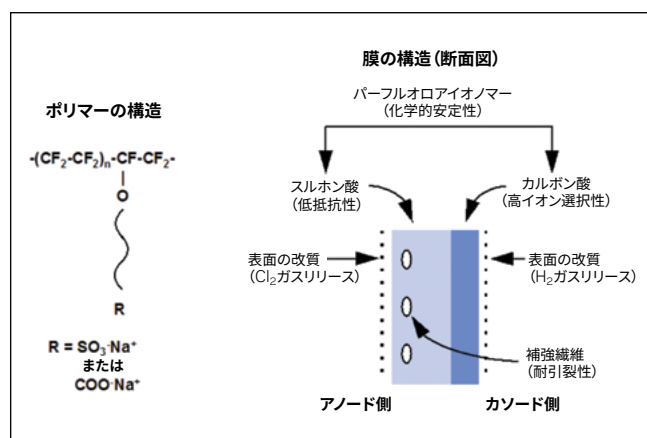 膜の構造（断面図）
パーフルオロアイオノマー
（化学的安定性）
ポリマーの構造
-(CF₂-CF₂)ₙ-CF-CF₂-
O
R
R = SO₃⁻Na⁺
または
COO⁻Na⁺
スルホン酸
（低抵抗性）
カルボン酸
（高イオン選択性）
表面の改質
（Cl₂ガスリリース）
表面の改質
（H₂ガスリリース）
補強繊維
（耐引裂性）
アノード側
カソード側